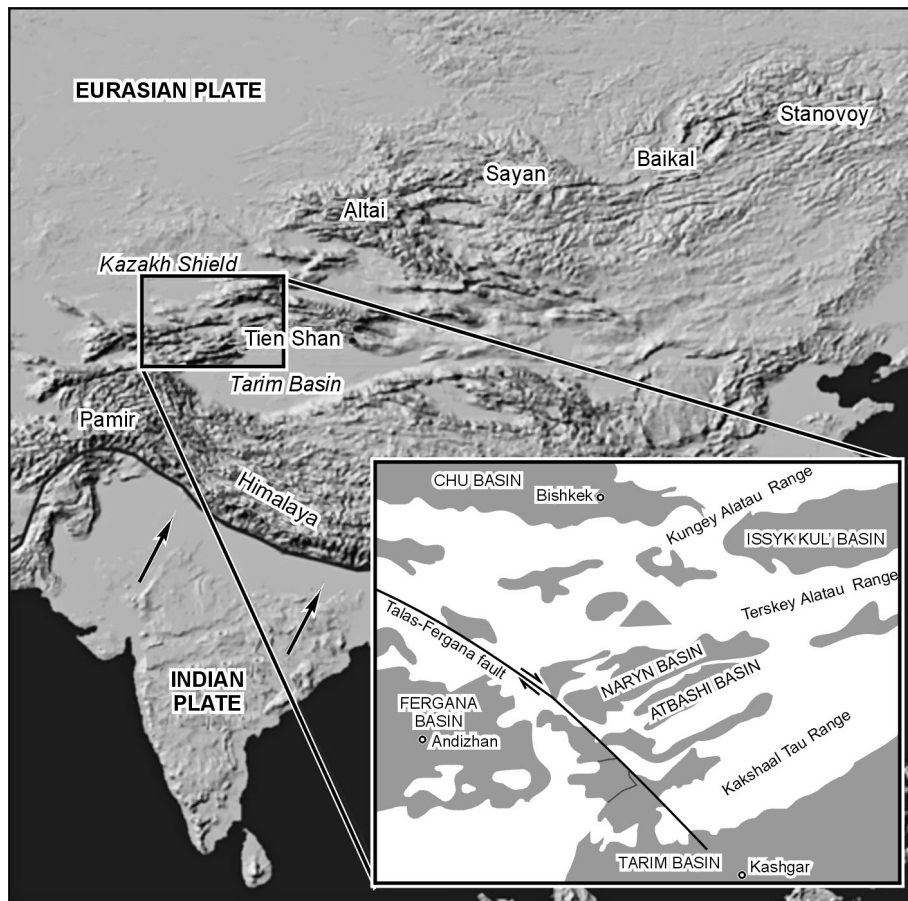 EURASIAN PLATE
Stanovoy
Baikal
Sayan
Altai
Kazakh Shield
Tien Shan
Tarim Basin
Pamir
Himalaya
INDIAN
PLATE
CHU BASIN
Bishkek
Kungey Alatau Range
ISSYK KUL' BASIN
Terskey Alatau Range
Talas-Fergana fault
NARYN BASIN
ATBASHI BASIN
FERGANA
BASIN
Andizhan
Kakshaal Tau Range
TARIM BASIN
Kashgar